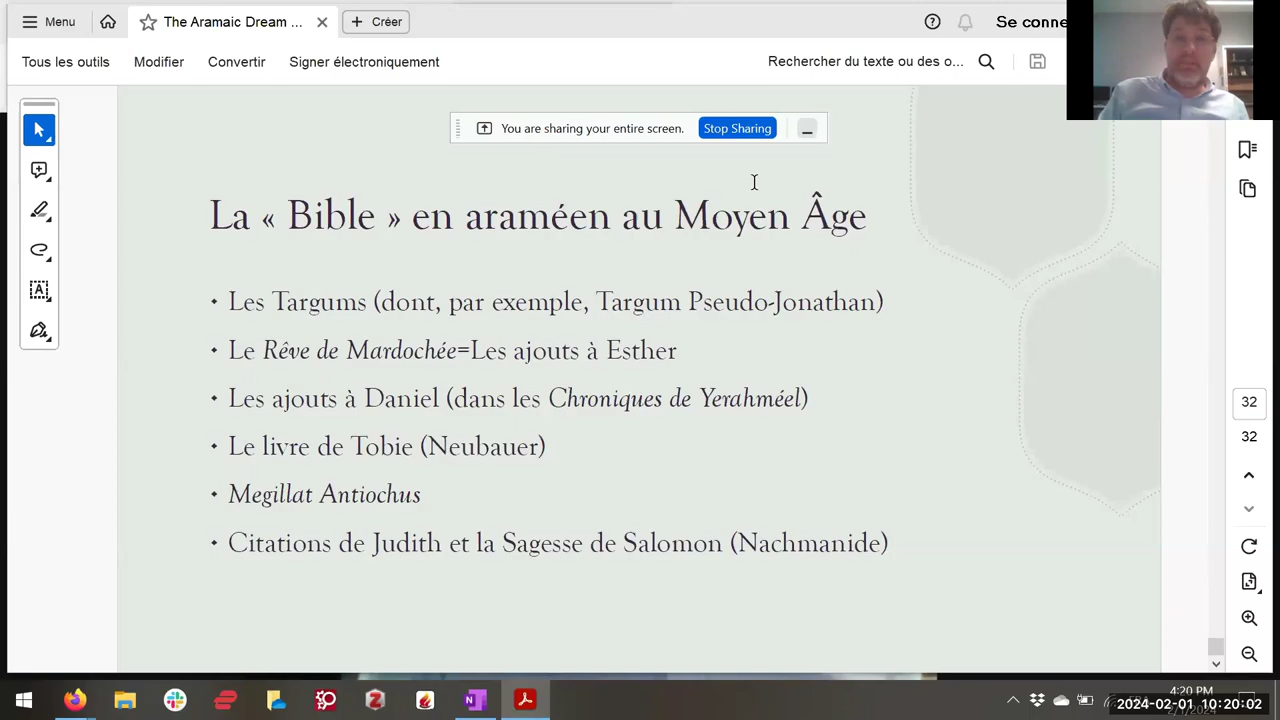 Menu
The Aramaic Dream ...
Créer
Se conne
Tous les outils
Modifier
Convertir
Signer électroniquement
Rechercher du texte ou des o...
You are sharing your entire screen.
Stop Sharing
La « Bible » en araméen au Moyen Âge
• Les Targums (dont, par exemple, Targum Pseudo-Jonathan)
• Le Rêve de Mardochée=Les ajouts à Esther
• Les ajouts à Daniel (dans les Chroniques de Yerahméel)
• Le livre de Tobie (Neubauer)
• Megillat Antiochus
• Citations de Judith et la Sagesse de Salomon (Nachmanide)
32
32
4:20 PM
2024-02-01 10:20:02